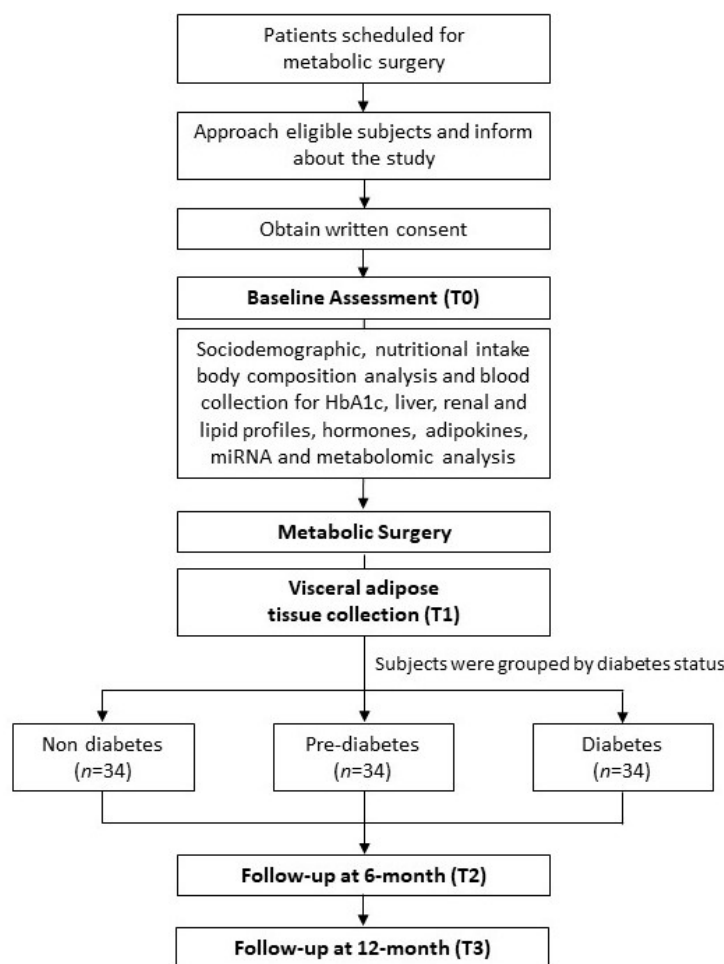 Patients scheduled for
metabolic surgery
Approach eligible subjects and inform
about the study
Obtain written consent
Baseline Assessment (T0)
Sociodemographic, nutritional intake
body composition analysis and blood
collection for HbA1c, liver, renal and
lipid profiles, hormones, adipokines,
miRNA and metabolomic analysis
Metabolic Surgery
Visceral adipose
tissue collection (T1)
Subjects were grouped by diabetes status
Non diabetes
(n=34)
Pre-diabetes
(n=34)
Diabetes
(n=34)
Follow-up at 6-month (T2)
Follow-up at 12-month (T3)